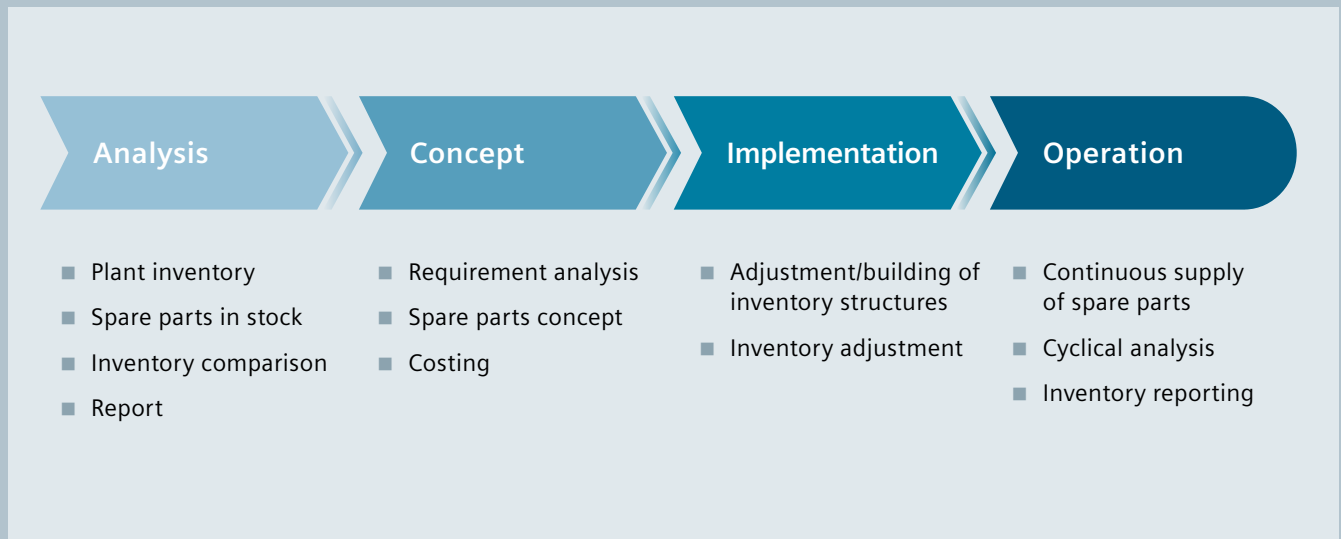 Analysis
Concept
Implementation
Operation
Plant inventory
Spare parts in stock
Inventory comparison
Report
Requirement analysis
Spare parts concept
Costing
Adjustment/building of
inventory structures
Inventory adjustment
Continuous supply
of spare parts
Cyclical analysis
Inventory reporting